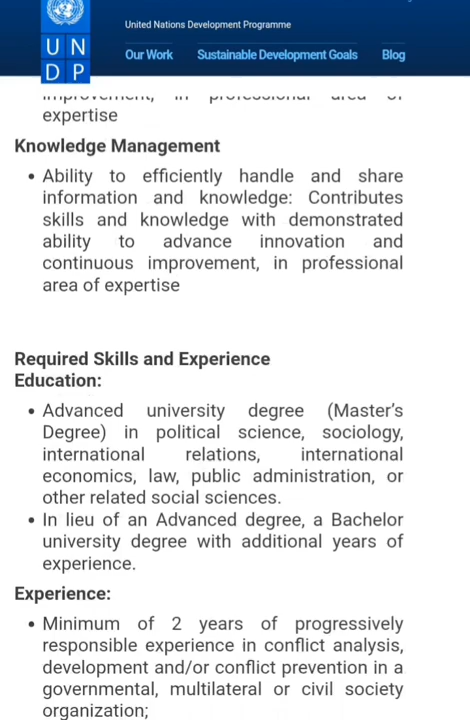 United Nations Development Programme
U N
D P
Our Work Sustainable Development Goals Blog
improvement, in professional area of
expertise
Knowledge Management
• Ability to efficiently handle and share
information and knowledge: Contributes
skills and knowledge with demonstrated
ability to advance innovation and
continuous improvement, in professional
area of expertise
Required Skills and Experience
Education:
• Advanced university degree (Master's
Degree) in political science, sociology,
international relations, international
economics, law, public administration, or
other related social sciences.
• In lieu of an Advanced degree, a Bachelor
university degree with additional years of
experience.
Experience:
• Minimum of 2 years of progressively
responsible experience in conflict analysis,
development and/or conflict prevention in a
governmental, multilateral or civil society
organization;